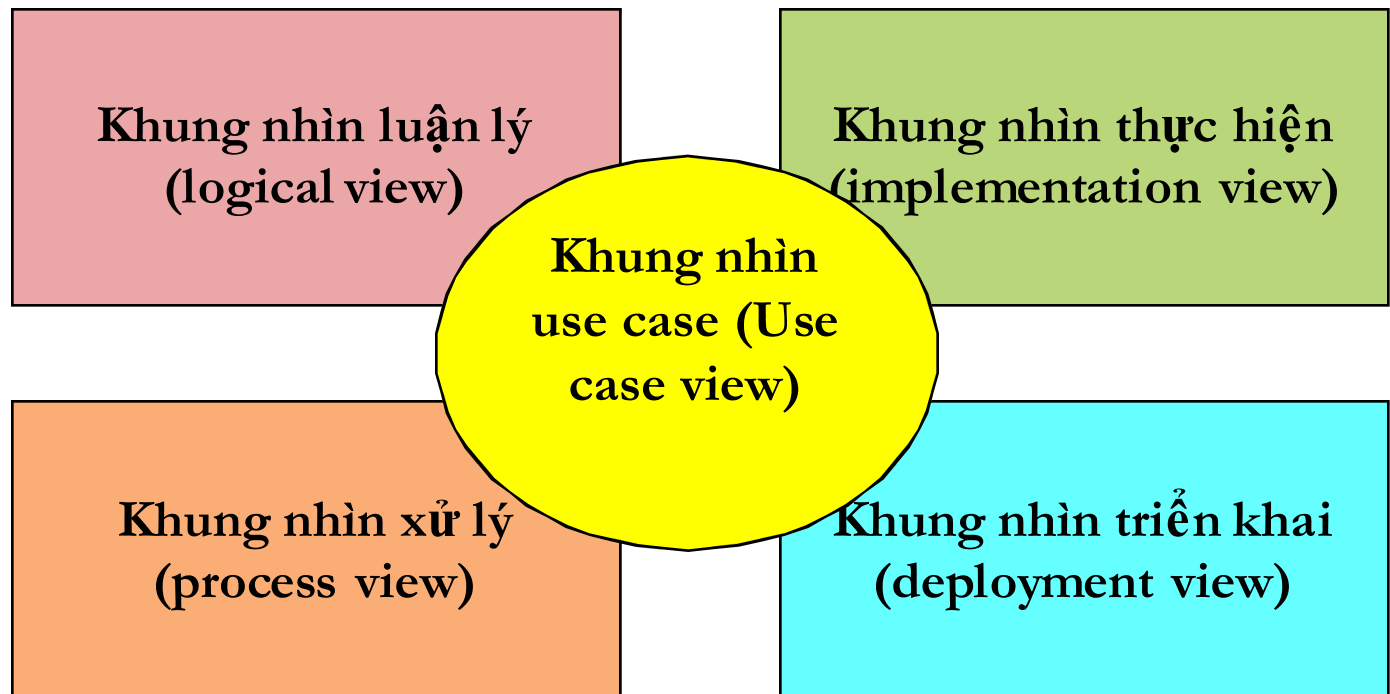 Khung nhìn luận lý
(logical view)
Khung nhìn thực hiện
(implementation view)
Khung nhìn
use case (Use
case view)
Khung nhìn xử lý
(process view)
Khung nhìn triển khai
(deployment view)